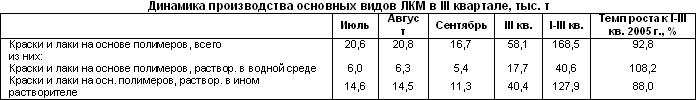 Динамика производства основных видов ЛКМ в III квартале, тыс. т
Июль Август Сентябрь III кв. I-III кв. Темп роста к I-III кв. 2005 г., %
Краски и лаки на основе полимеров, всего 20,6 20,8 16,7 58,1 168,5 92,8
из них:
Краски и лаки на основе полимеров, раствор. в водной среде 6,0 6,3 5,4 17,7 40,6 108,2
Краски и лаки на осн. полимеров, раствор. в ином растворителе 14,6 14,5 11,3 40,4 127,9 88,0